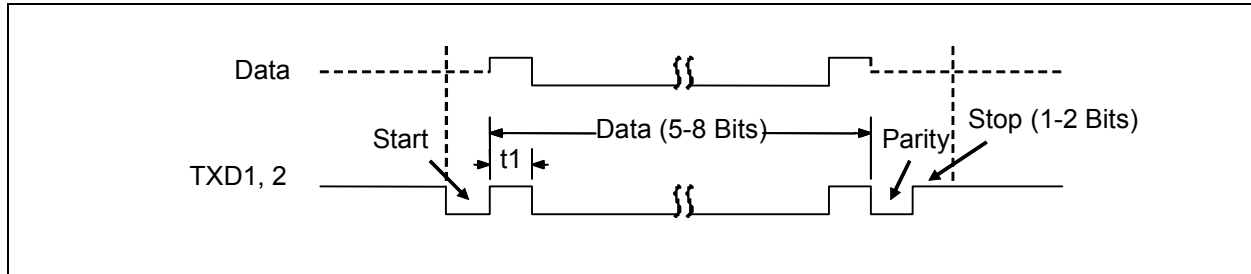 Data
Data (5-8 Bits)
Stop (1-2 Bits)
Start
Parity
t1
TXD1, 2